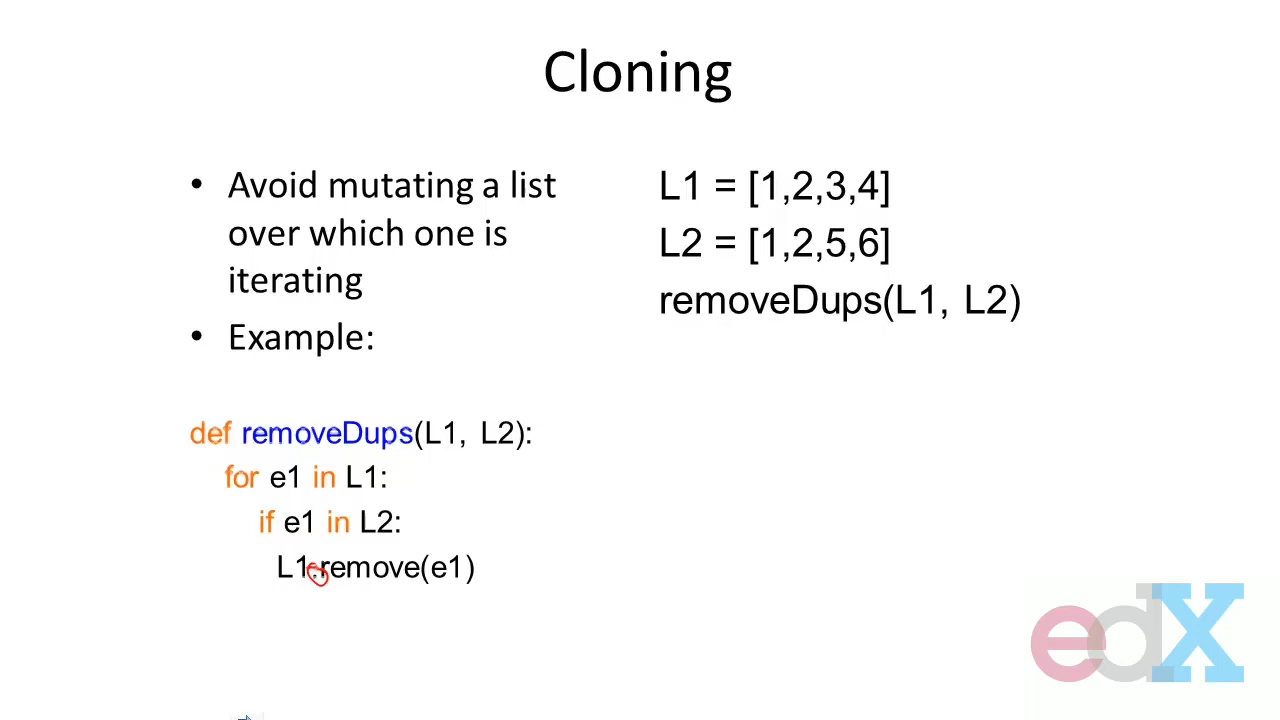 Cloning
• Avoid mutating a list
over which one is
iterating
• Example:
def removeDups(L1, L2):
for e1 in L1:
if e1 in L2:
L1.remove(e1)
L1 = [1,2,3,4]
L2 = [1,2,5,6]
removeDups(L1, L2)
edX